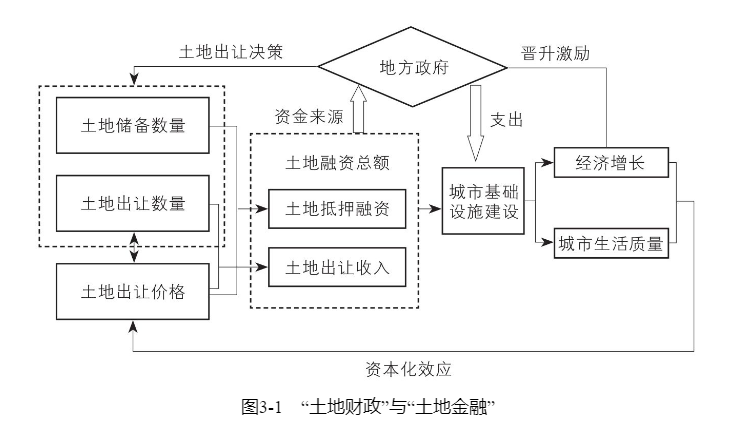 土地出让决策
地方政府
晋升激励
土地储备数量
资金来源
支出
土地融资总额
经济增长
土地出让数量
土地抵押融资
城市基础
设施建设
土地出让价格
土地出让收入
城市生活质量
资本化效应
图3-1 “土地财政”与“土地金融”